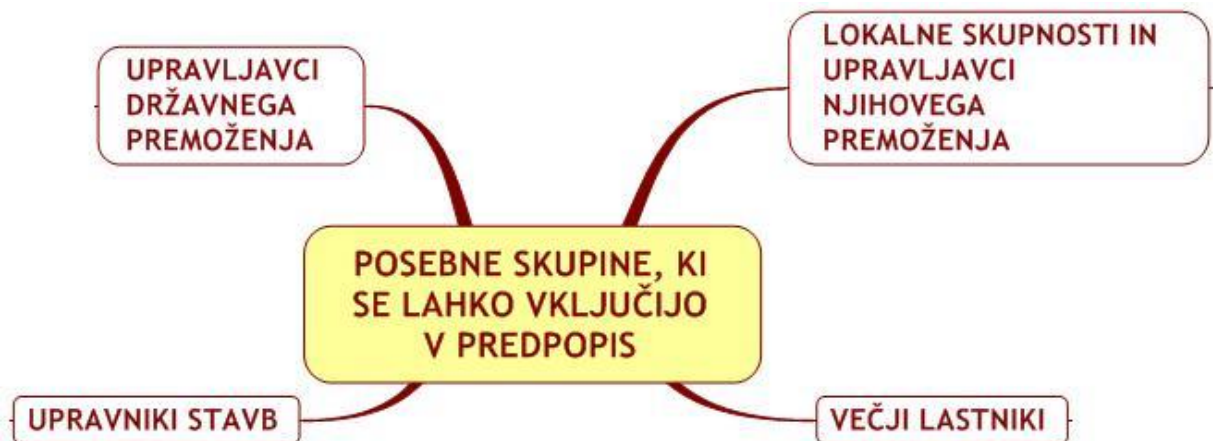 UPRAVLJAVCI
DRŽAVNEGA
PREMOŽENJA
LOKALNE SKUPNOSTI IN
UPRAVLJAVCI
NJIHOVEGA
PREMOŽENJA
POSEBNE SKUPINE, KI
SE LAHKO VKLJUČIJO
V PREDPOPIS
UPRAVNIKI STAVB
VEČJI LASTNIKI